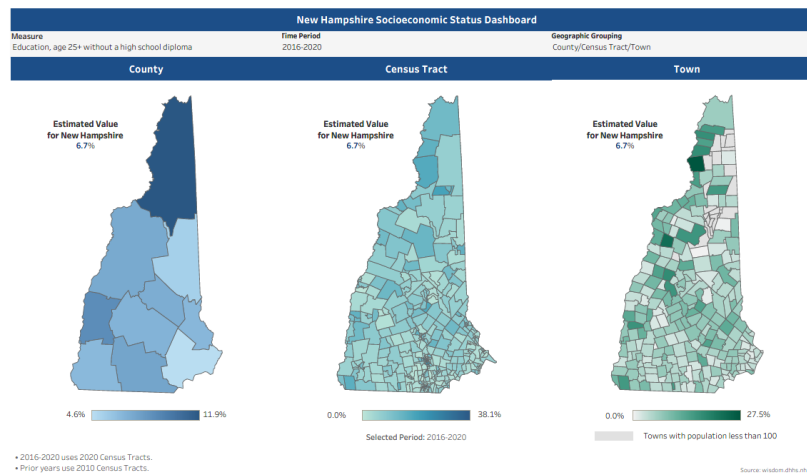 New Hampshire Socioeconomic Status Dashboard
Measure Time Period Geographic Grouping
Education, age 25+ without a high school diploma 2016-2020 County/Census Tract/Town
County Census Tract Town
Estimated Value Estimated Value Estimated Value
for New Hampshire for New Hampshire for New Hampshire
6.7% 6.7% 6.7%
4.6% 11.9% 0.0% 38.1% 0.0% 27.5%
Selected Period: 2016-2020 Towns with population less than 100
• 2016-2020 uses 2020 Census Tracts.
• Prior years use 2010 Census Tracts.
Source: wisdom.dhhs.nh